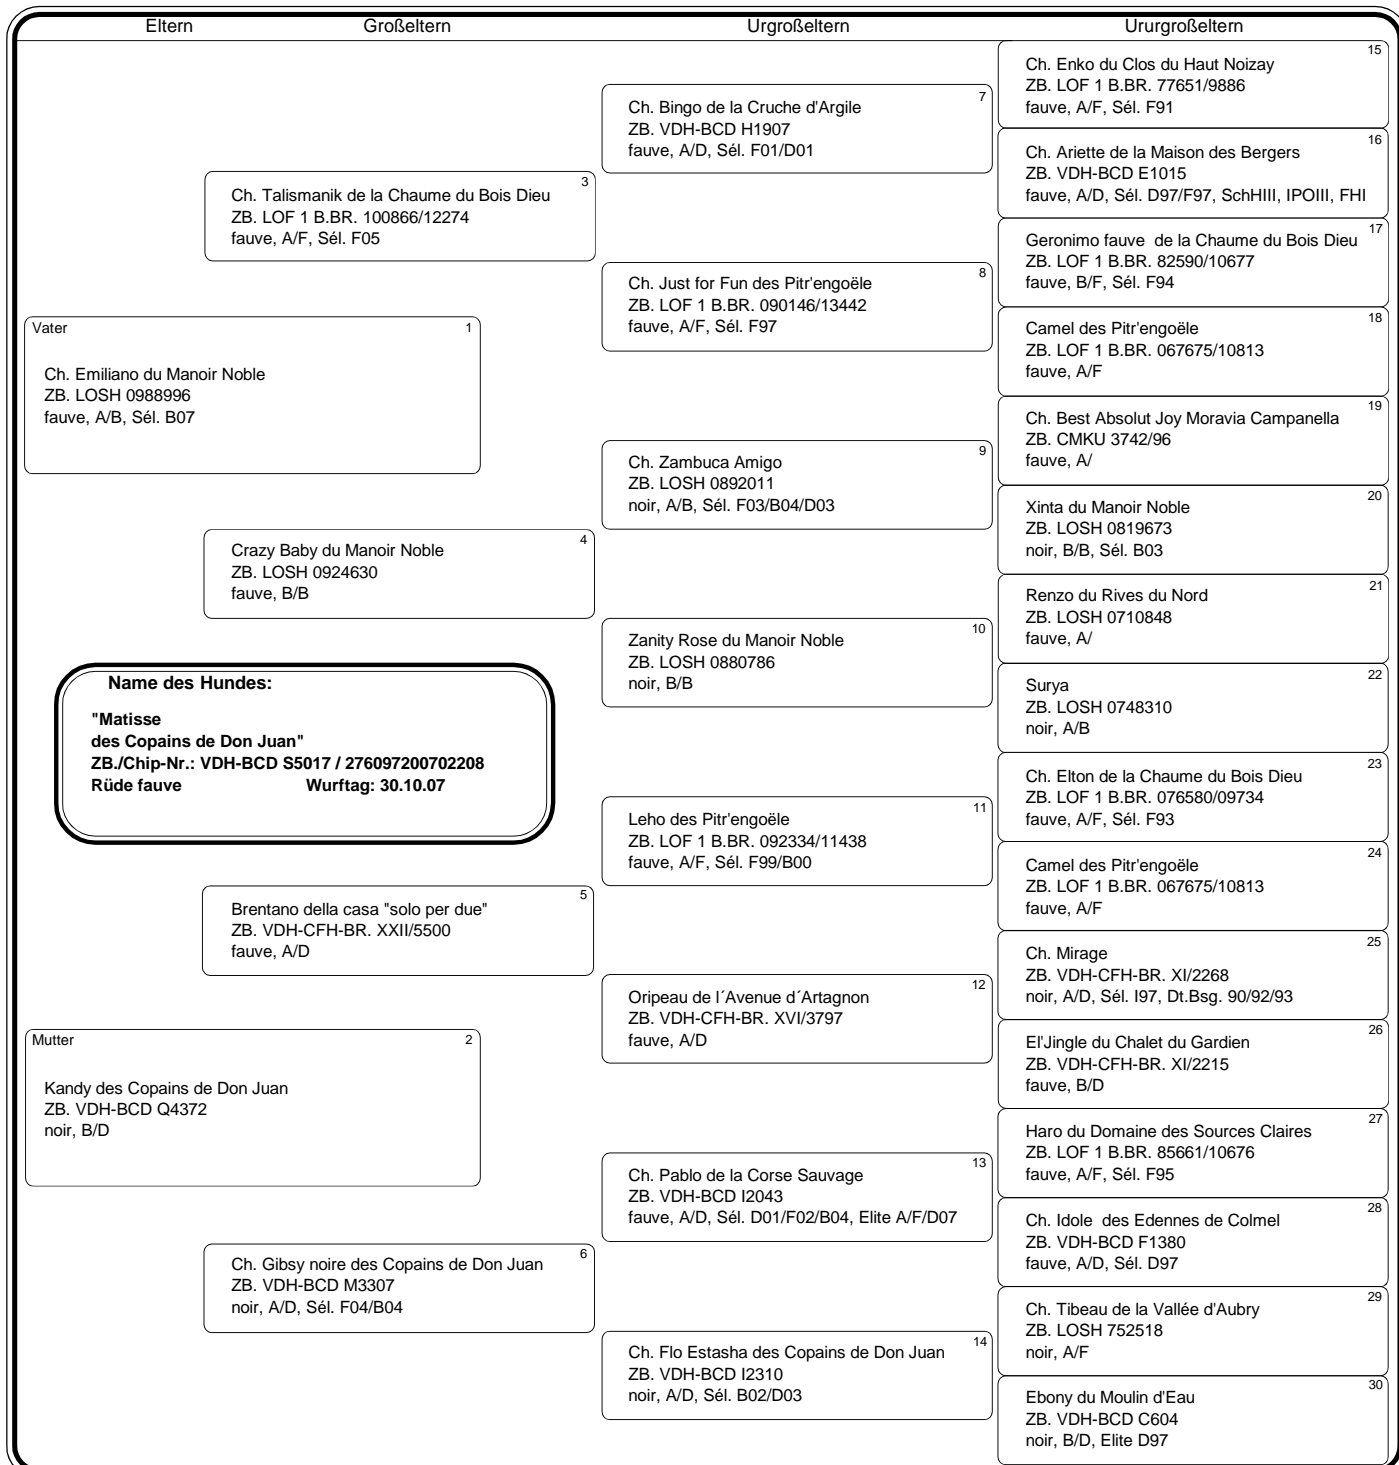 Eltern Großeltern Urgroßeltern Ururgroßeltern
Vater 1
Ch. Emiliano du Manoir Noble
ZB. LOSH 0988996
fauve, A/B, Sél. B07
Name des Hundes:
"Matisse
des Copains de Don Juan"
ZB./Chip-Nr.: VDH-BCD S5017 / 276097200702208
Rüde fauve Wurftag: 30.10.07
Mutter 2
Kandy des Copains de Don Juan
ZB. VDH-BCD Q4372
noir, B/D
3
Ch. Talismanik de la Chaume du Bois Dieu
ZB. LOF 1 B.BR. 100866/12274
fauve, A/F, Sél. F05
4
Crazy Baby du Manoir Noble
ZB. LOSH 0924630
fauve, B/B
5
Brentano della casa "solo per due"
ZB. VDH-CFH-BR. XXII/5500
fauve, A/D
6
Ch. Gibsy noire des Copains de Don Juan
ZB. VDH-BCD M3307
noir, A/D, Sél. F04/B04
7
Ch. Bingo de la Cruche d'Argile
ZB. VDH-BCD H1907
fauve, A/D, Sél. F01/D01
8
Ch. Just for Fun des Pitr'engoële
ZB. LOF 1 B.BR. 090146/13442
fauve, A/F, Sél. F97
9
Ch. Zambuca Amigo
ZB. LOSH 0892011
noir, A/B, Sél. F03/B04/D03
10
Zanity Rose du Manoir Noble
ZB. LOSH 0880786
noir, B/B
11
Leho des Pitr'engoële
ZB. LOF 1 B.BR. 092334/11438
fauve, A/F, Sél. F99/B00
12
Oripeau de l´Avenue d´Artagnon
ZB. VDH-CFH-BR. XVI/3797
fauve, A/D
13
Ch. Pablo de la Corse Sauvage
ZB. VDH-BCD I2043
fauve, A/D, Sél. D01/F02/B04, Elite A/F/D07
14
Ch. Flo Estasha des Copains de Don Juan
ZB. VDH-BCD I2310
noir, A/D, Sél. B02/D03
15
Ch. Enko du Clos du Haut Noizay
ZB. LOF 1 B.BR. 77651/9886
fauve, A/F, Sél. F91
16
Ch. Ariette de la Maison des Bergers
ZB. VDH-BCD E1015
fauve, A/D, Sél. D97/F97, SchHIII, IPOIII, FHI
17
Geronimo fauve de la Chaume du Bois Dieu
ZB. LOF 1 B.BR. 82590/10677
fauve, B/F, Sél. F94
18
Camel des Pitr'engoële
ZB. LOF 1 B.BR. 067675/10813
fauve, A/F
19
Ch. Best Absolut Joy Moravia Campanella
ZB. CMKU 3742/96
fauve, A/
20
Xinta du Manoir Noble
ZB. LOSH 0819673
noir, B/B, Sél. B03
21
Renzo du Rives du Nord
ZB. LOSH 0710848
fauve, A/
22
Surya
ZB. LOSH 0748310
noir, A/B
23
Ch. Elton de la Chaume du Bois Dieu
ZB. LOF 1 B.BR. 076580/09734
fauve, A/F, Sél. F93
24
Camel des Pitr'engoële
ZB. LOF 1 B.BR. 067675/10813
fauve, A/F
25
Ch. Mirage
ZB. VDH-CFH-BR. XI/2268
noir, A/D, Sél. I97, Dt.Bsg. 90/92/93
26
El'Jingle du Chalet du Gardien
ZB. VDH-CFH-BR. XI/2215
fauve, B/D
27
Haro du Domaine des Sources Claires
ZB. LOF 1 B.BR. 85661/10676
fauve, A/F, Sél. F95
28
Ch. Idole des Edennes de Colmel
ZB. VDH-BCD F1380
fauve, A/D, Sél. D97
29
Ch. Tibeau de la Vallée d'Aubry
ZB. LOSH 752518
noir, A/F
30
Ebony du Moulin d'Eau
ZB. VDH-BCD C604
noir, B/D, Elite D97